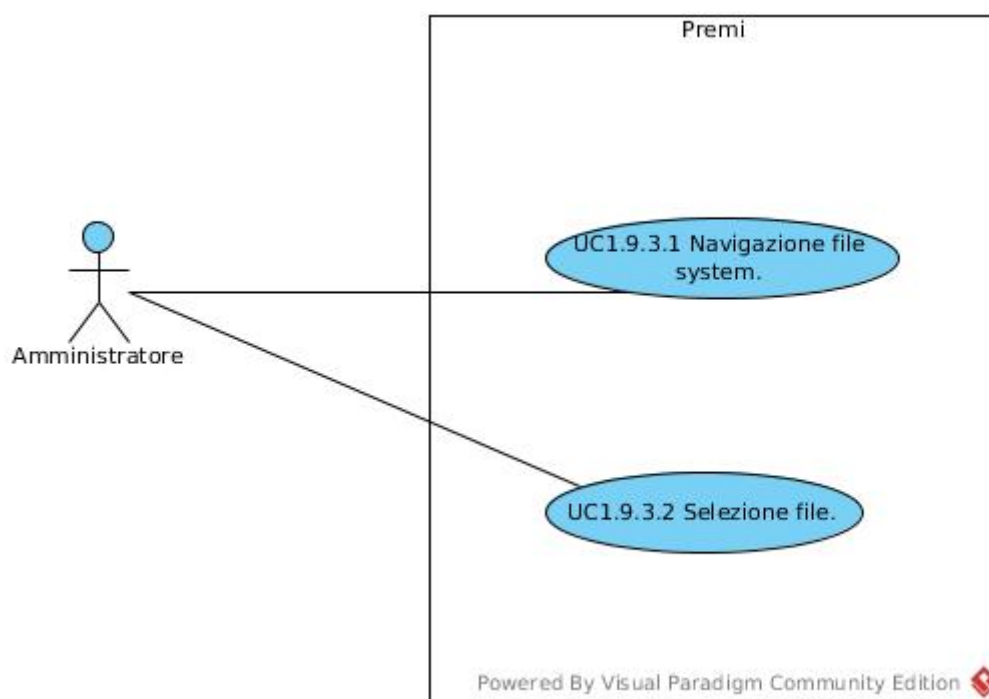 Premi
UC1.9.3.1 Navigazione file
system.
Amministratore
UC1.9.3.2 Selezione file.
Powered By Visual Paradigm Community Edition